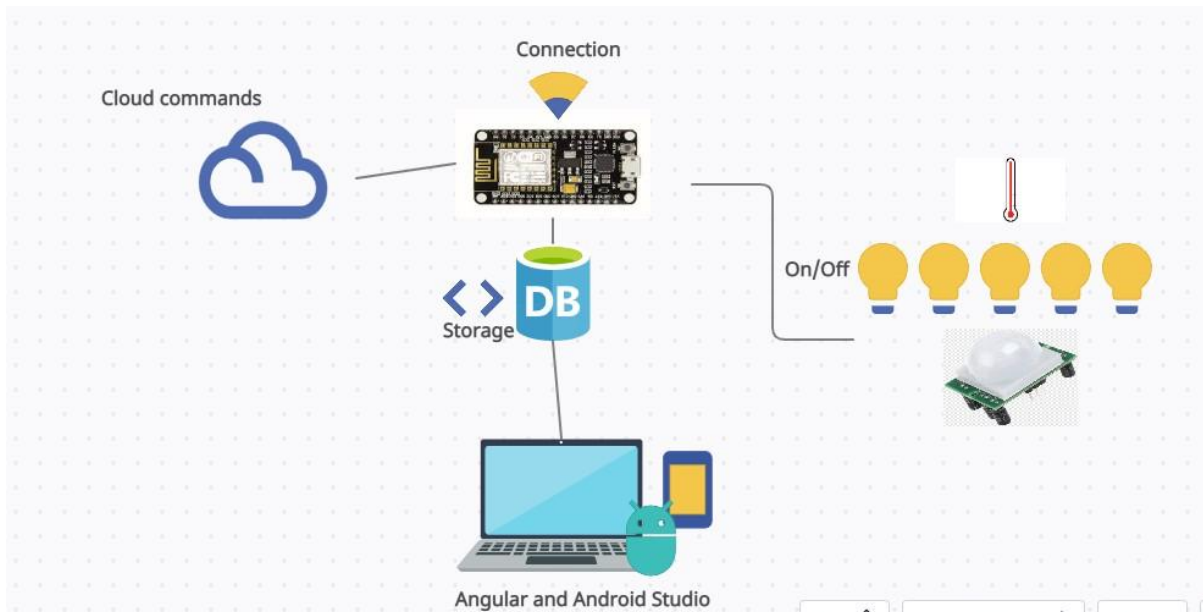 Connection
Cloud commands
On/Off
DB
Storage
Angular and Android Studio